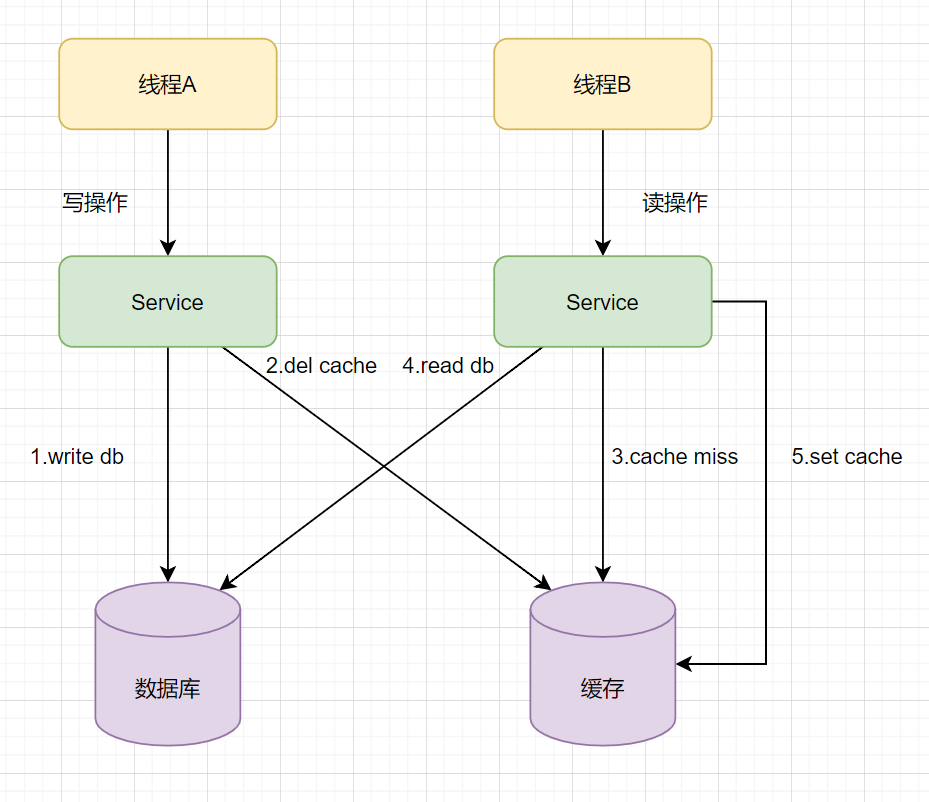 线程A
线程B
写操作
读操作
Service
Service
2.del cache
4.read db
1.write db
3.cache miss
5.set cache
数据库
缓存